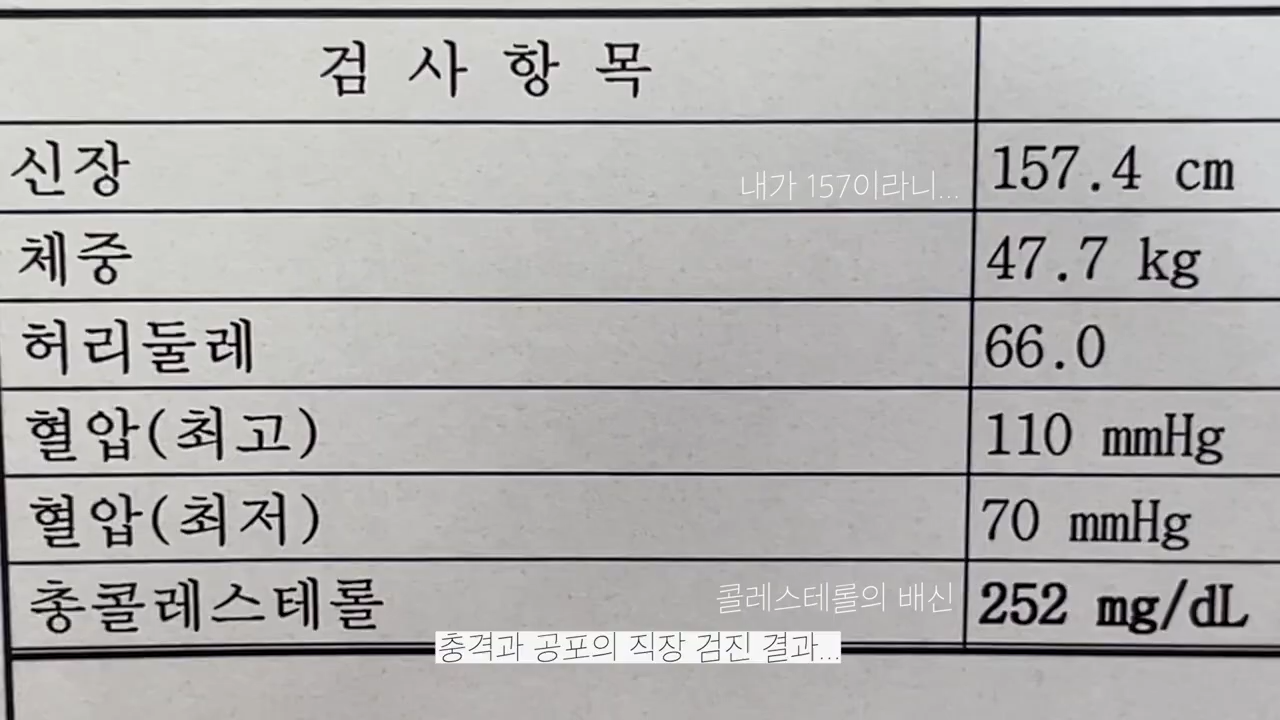 검 사 항 목
신장 내가 157이라니... 157.4 cm
체중 47.7 kg
허리둘레 66.0
혈압(최고) 110 mmHg
혈압(최저) 70 mmHg
총콜레스테롤 콜레스테롤의 배신 252 mg/dL
충격과 공포의 직장 검진 결과...